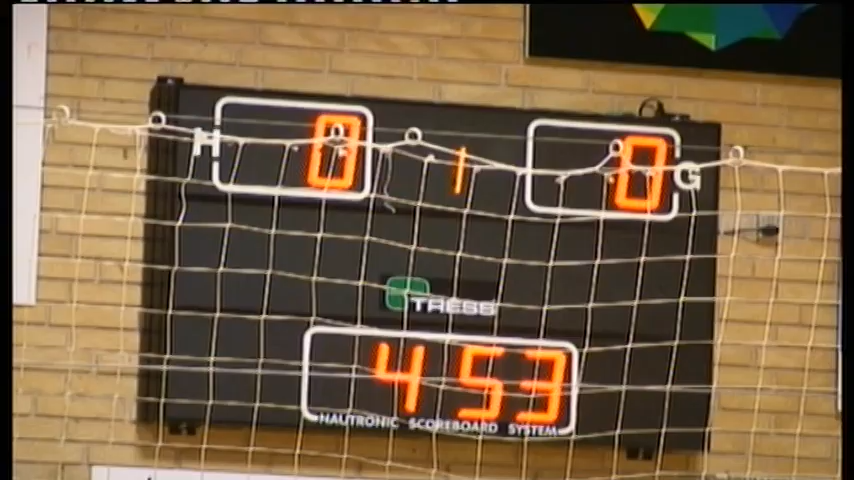 H 0 1 0 G
TRESS
4 53
NAUTRONIC SCOREBOARD SYSTEM